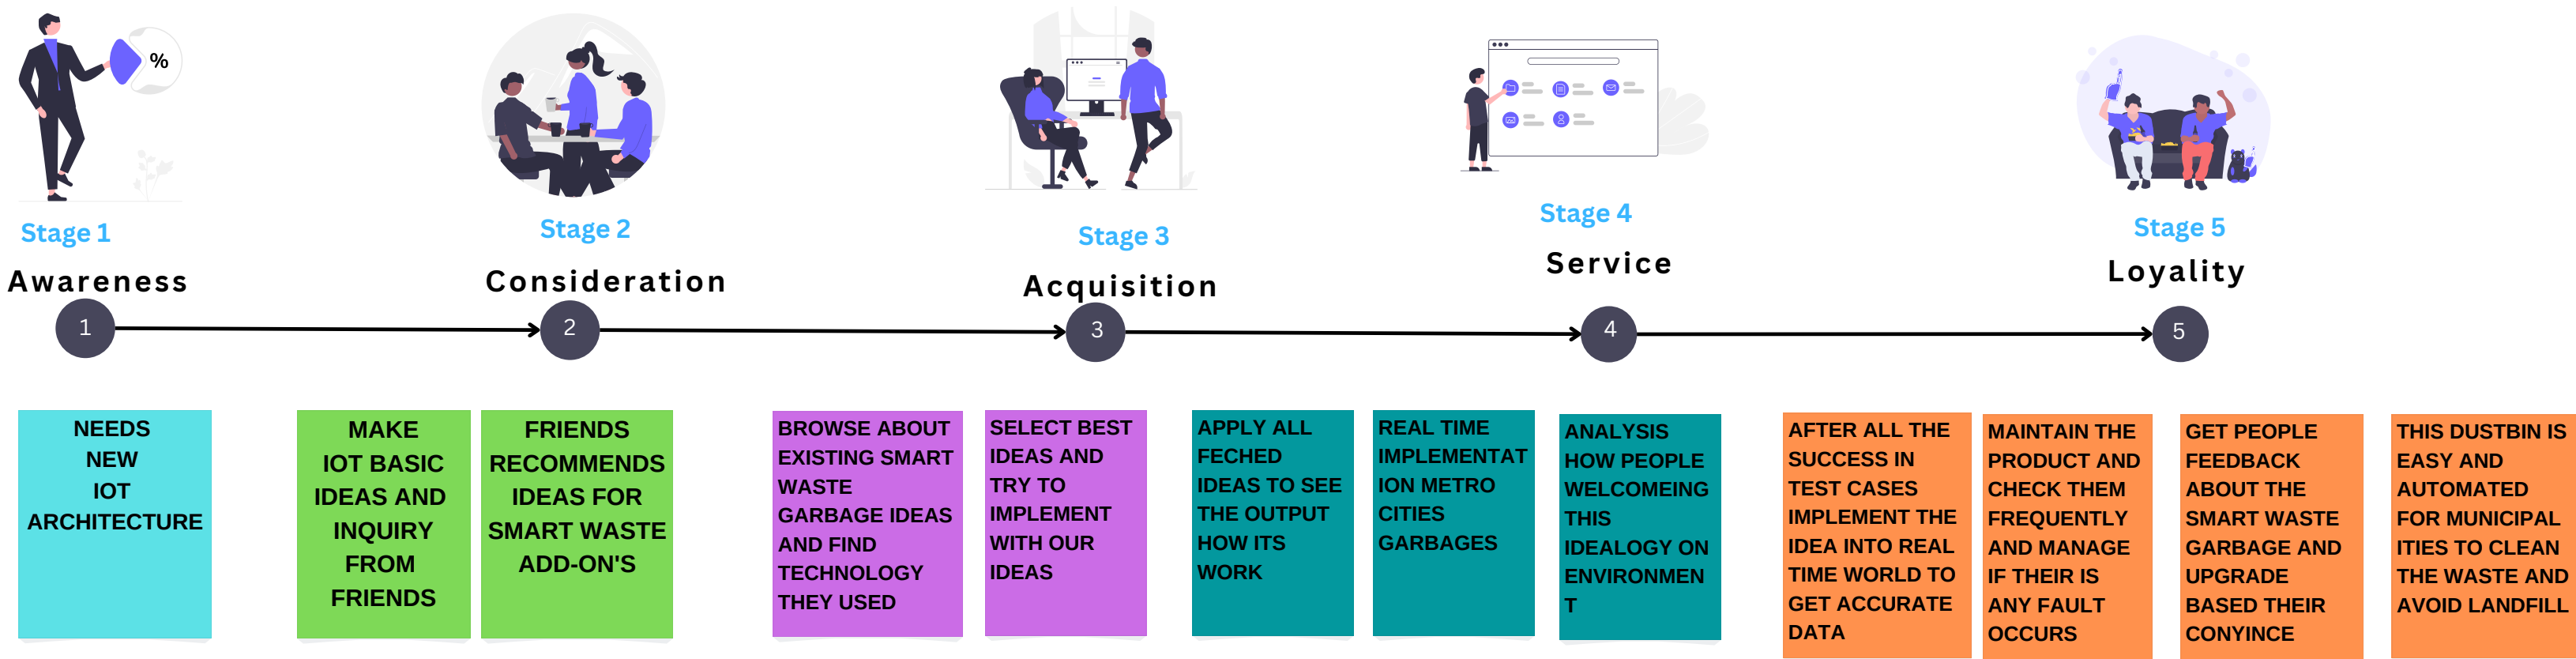 %
Stage 1
Awareness
1
Stage 2
Consideration
2
Stage 3
Acquisition
3
Stage 4
Service
4
Stage 5
Loyality
5
NEEDS
NEW
IOT
ARCHITECTURE
MAKE
IOT BASIC
IDEAS AND
INQUIRY
FROM
FRIENDS
FRIENDS
RECOMMENDS
IDEAS FOR
SMART WASTE
ADD-ON'S
BROWSE ABOUT
EXISTING SMART
WASTE
GARBAGE IDEAS
AND FIND
TECHNOLOGY
THEY USED
SELECT BEST
IDEAS AND
TRY TO
IMPLEMENT
WITH OUR
IDEAS
APPLY ALL
FECHED
IDEAS TO SEE
THE OUTPUT
HOW ITS
WORK
REAL TIME
IMPLEMENTAT
ION METRO
CITIES
GARBAGES
ANALYSIS
HOW PEOPLE
WELCOMEING
THIS
IDEALOGY ON
ENVIRONMEN
T
AFTER ALL THE
SUCCESS IN
TEST CASES
IMPLEMENT THE
IDEA INTO REAL
TIME WORLD TO
GET ACCURATE
DATA
MAINTAIN THE
PRODUCT AND
CHECK THEM
FREQUENTLY
AND MANAGE
IF THEIR IS
ANY FAULT
OCCURS
GET PEOPLE
FEEDBACK
ABOUT THE
SMART WASTE
GARBAGE AND
UPGRADE
BASED THEIR
CONYINCE
THIS DUSTBIN IS
EASY AND
AUTOMATED
FOR MUNICIPAL
ITIES TO CLEAN
THE WASTE AND
AVOID LANDFILL